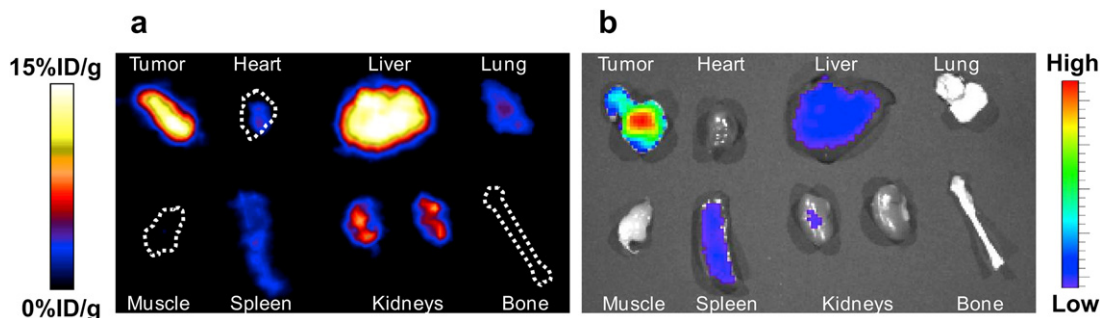 a
b
15%ID/g
0%ID/g
Tumor Heart Liver Lung
Muscle Spleen Kidneys Bone
Tumor Heart Liver Lung
Muscle Spleen Kidneys Bone
High
Low